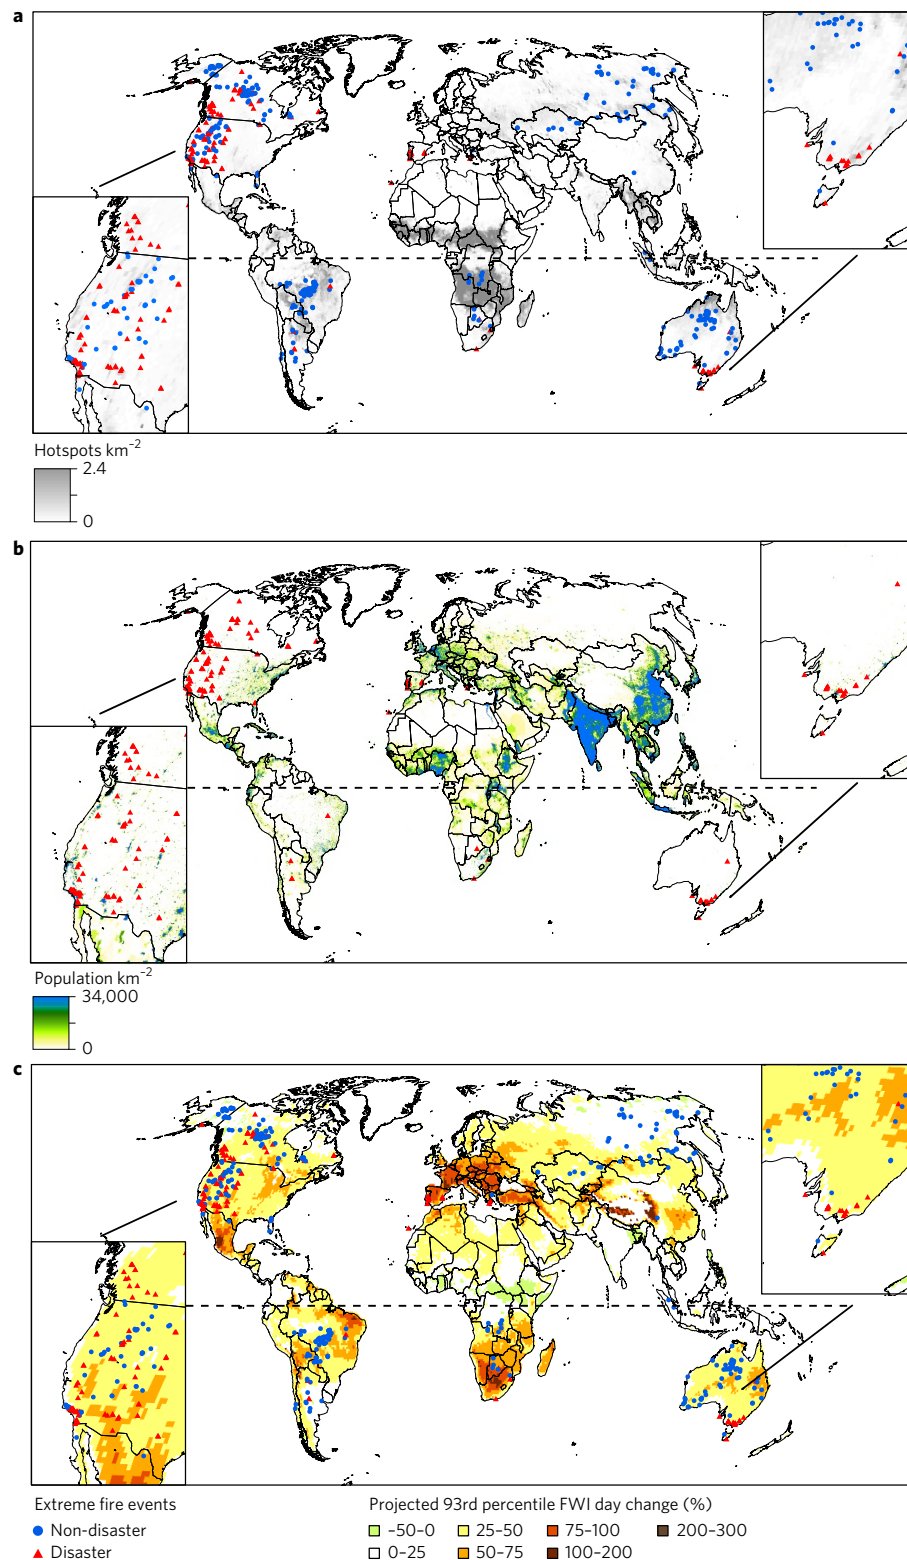 a
Hotspots km⁻²
2.4
0
b
Population km⁻²
34,000
0
c
Extreme fire events
Non-disaster
Disaster
Projected 93rd percentile FWI day change (%)
-50–0
25–50
75–100
200–300
0–25
50–75
100–200